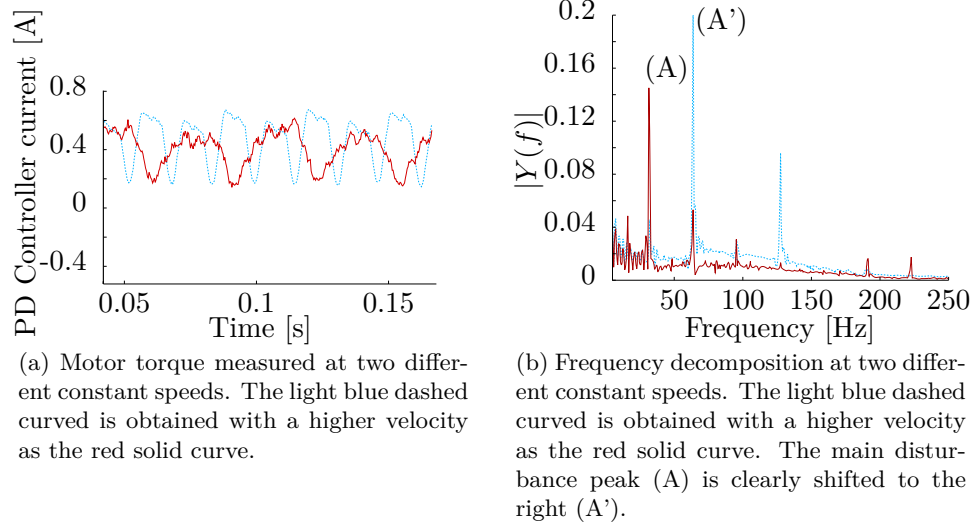 PD Controller current [A]
0.8
0.4
0
-0.4
0.05
0.1
0.15
Time [s]
(a) Motor torque measured at two differ-
ent constant speeds. The light blue dashed
curved is obtained with a higher velocity
as the red solid curve.
|Y(f)|
0.2
0.16
0.12
0.08
0.04
0
(A)
(A')
50
100
150
200
250
Frequency [Hz]
(b) Frequency decomposition at two differ-
ent constant speeds. The light blue dashed
curved is obtained with a higher velocity
as the red solid curve. The main distur-
bance peak (A) is clearly shifted to the
right (A').